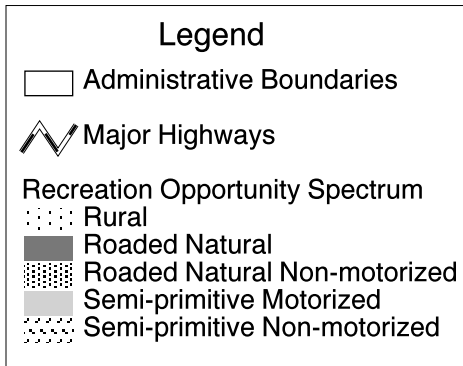 Legend
Administrative Boundaries
Major Highways
Recreation Opportunity Spectrum
Rural
Roaded Natural
Roaded Natural Non-motorized
Semi-primitive Motorized
Semi-primitive Non-motorized